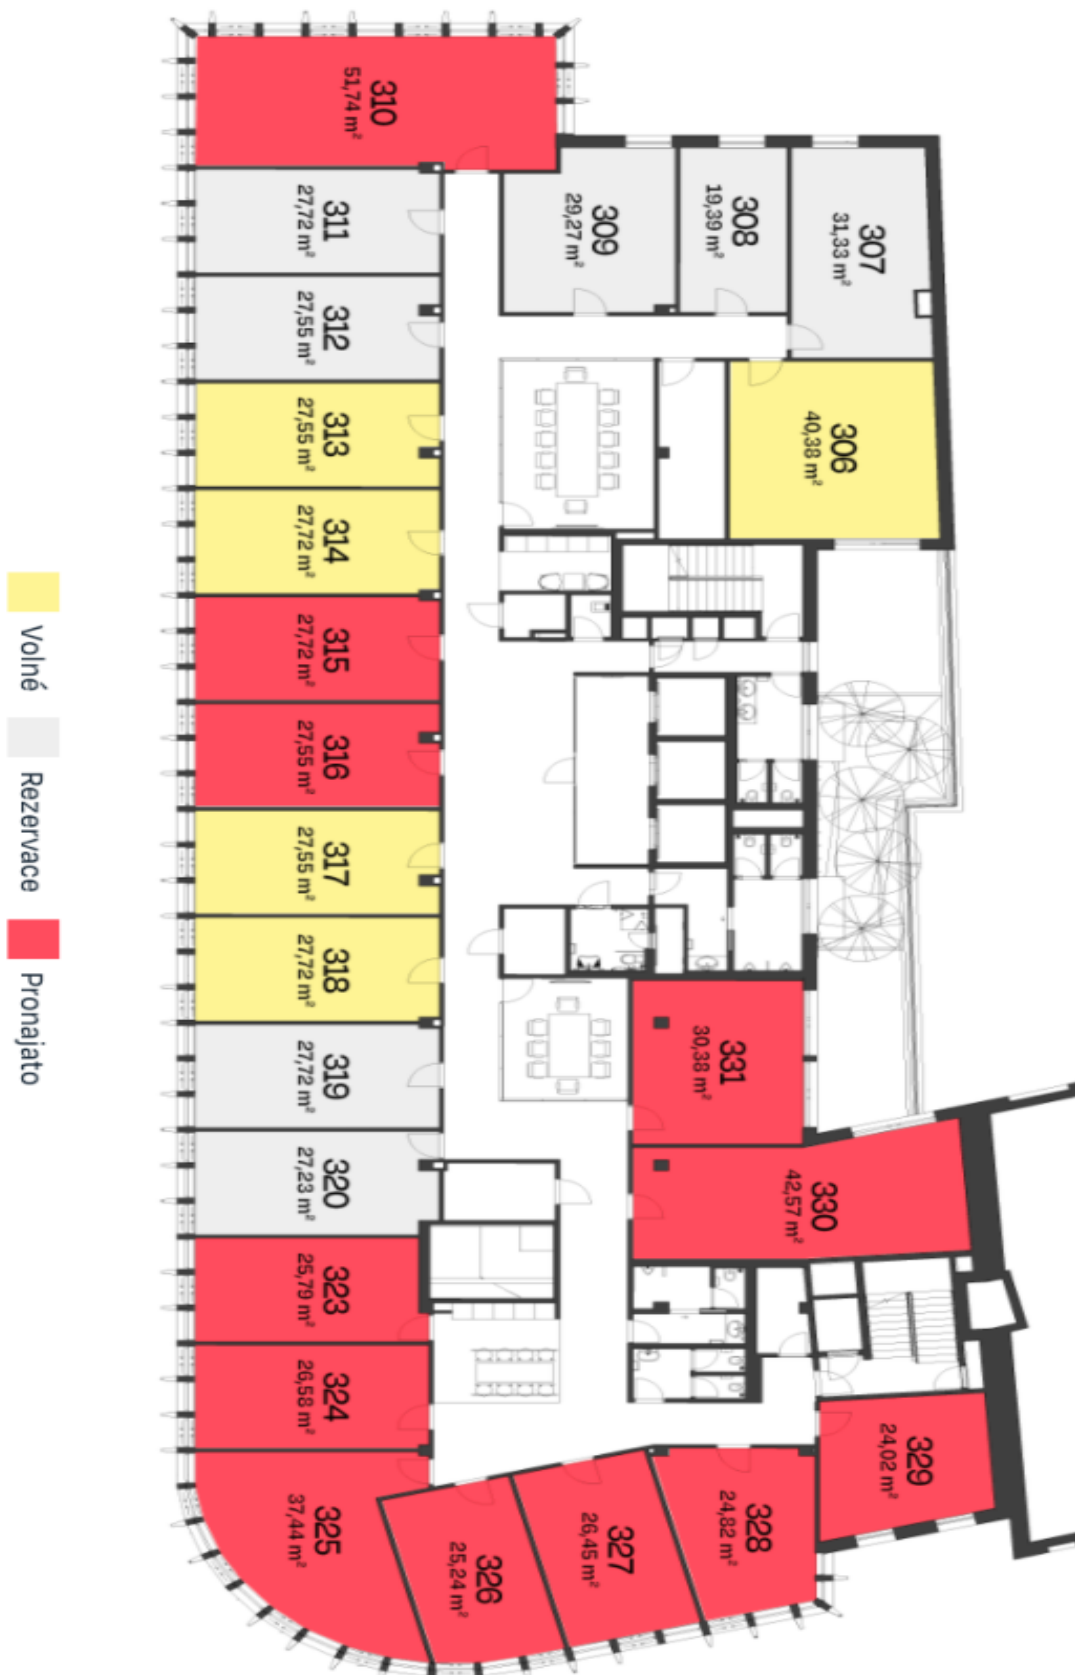 310
51,74 m²
311
27,72 m²
312
27,55 m²
313
27,55 m²
314
27,72 m²
315
27,72 m²
316
27,55 m²
317
27,55 m²
318
27,72 m²
319
27,72 m²
320
27,23 m²
323
25,79 m²
324
26,58 m²
325
37,44 m²
326
25,24 m²
327
26,45 m²
328
24,82 m²
329
24,02 m²
330
42,57 m²
331
30,38 m²
306
40,38 m²
307
31,33 m²
308
19,39 m²
309
29,27 m²
Volné
Rezervace
Pronajato